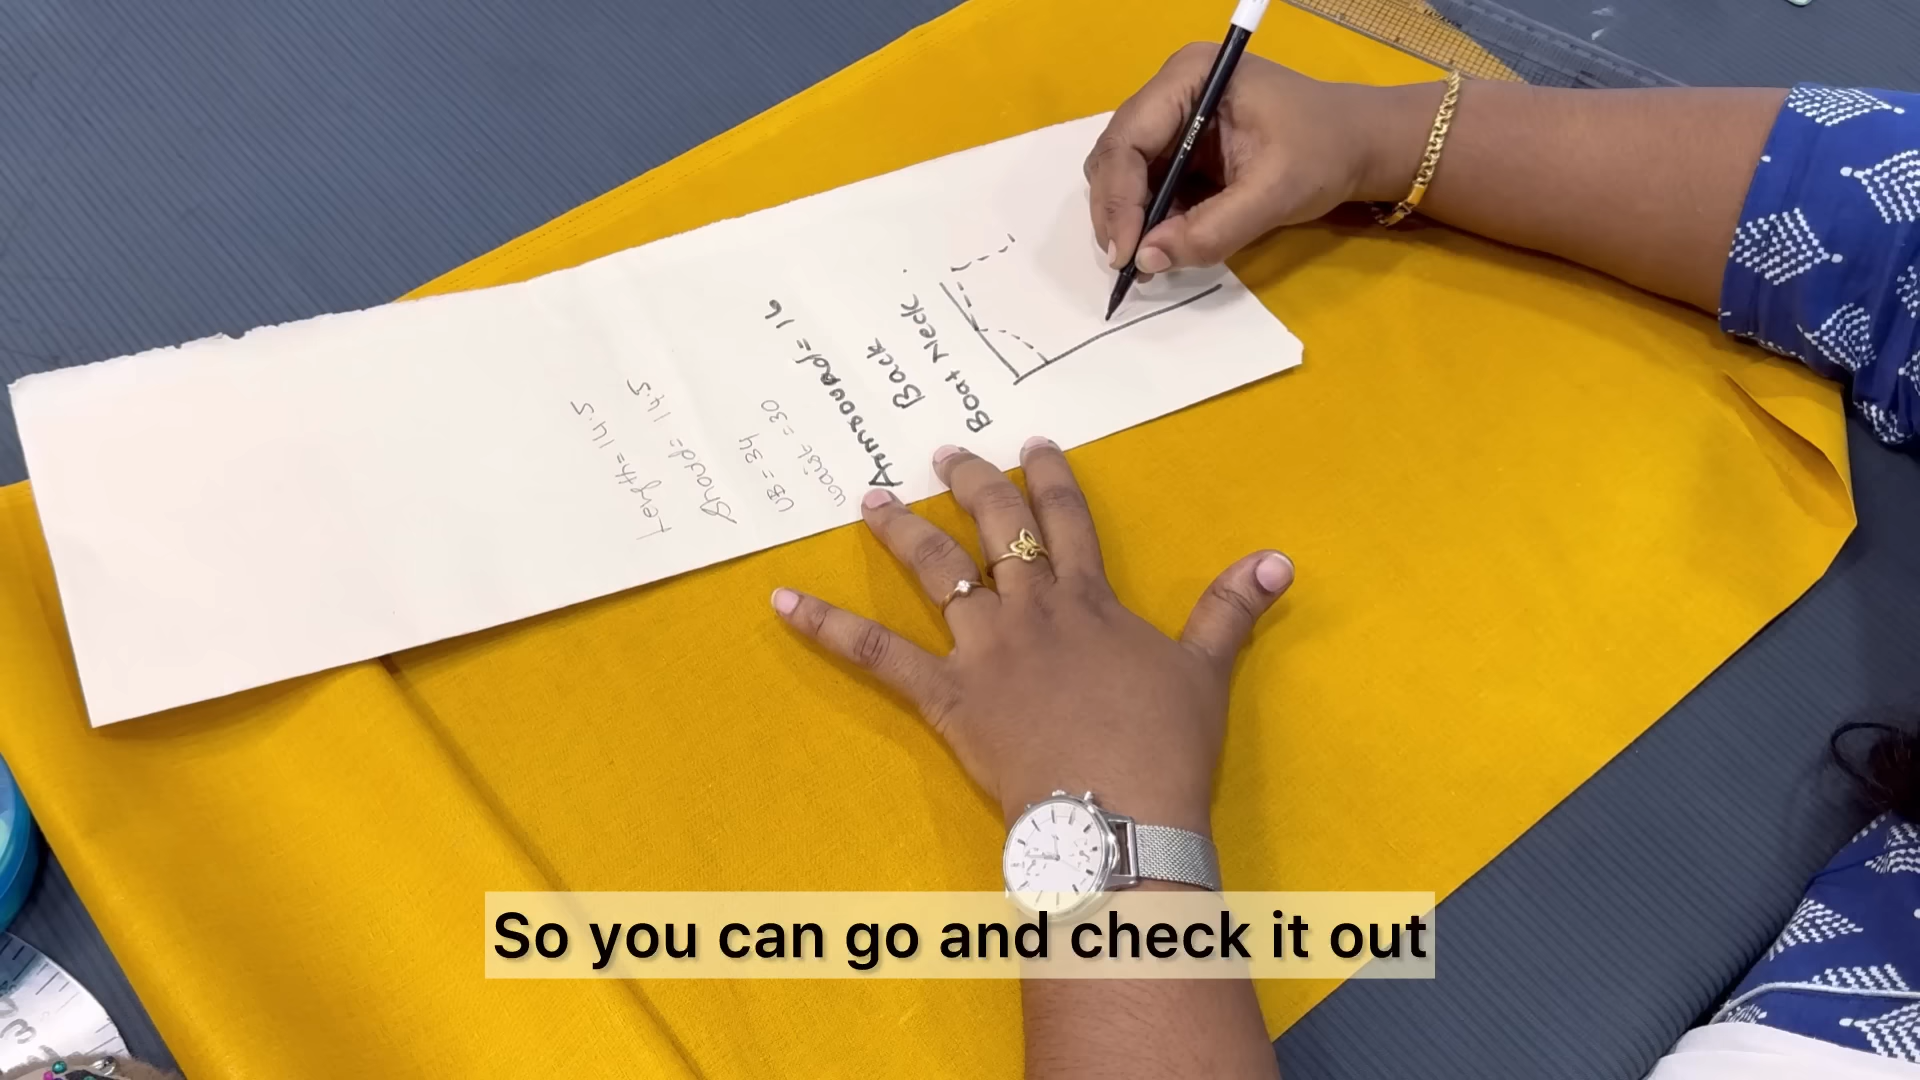 Length = 14.5
Should = 14.5
UB = 34
waist = 30
Armround = 16
Back
Boat Neck
So you can go and check it out